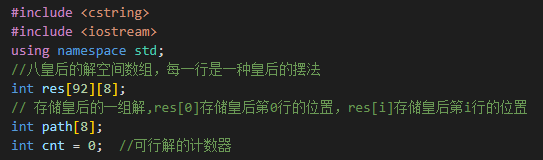 #include <cstring>
#include <iostream>
using namespace std;
//八皇后的解空间数组，每一行是一种皇后的摆法
int res[92][8];
// 存储皇后的一组解,res[0]存储皇后第0行的位置，res[i]存储皇后第i行的位置
int path[8];
int cnt = 0;  //可行解的计数器